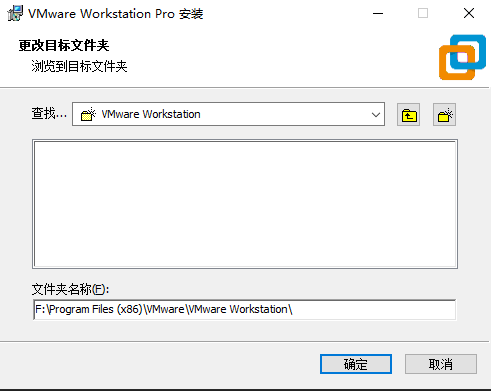 VMware Workstation Pro 安装
更改目标文件夹
浏览到目标文件夹
查找... VMware Workstation
文件夹名称(F):
F:\Program Files (x86)\VMware\VMware Workstation\
确定 取消